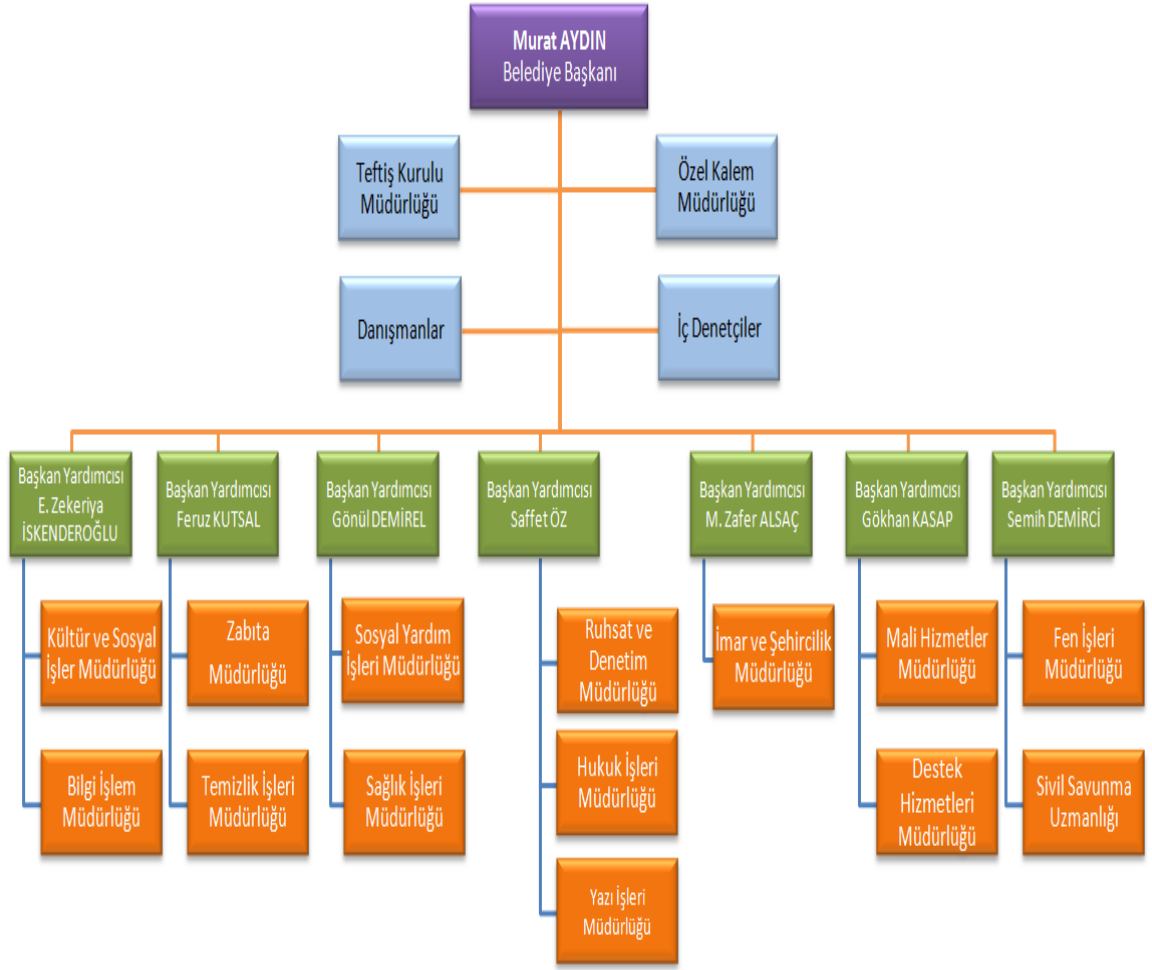 Murat AYDIN
Belediye Başkanı
Teftiş Kurulu
Müdürlüğü
Özel Kalem
Müdürlüğü
Danışmanlar
İç Denetçiler
Başkan Yardımcısı
E. Zekeriya
İSKENDEROĞLU
Başkan Yardımcısı
Feruz KUTSAL
Başkan Yardımcısı
Gönül DEMİREL
Başkan Yardımcısı
Saffet ÖZ
Başkan Yardımcısı
M. Zafer ALSAÇ
Başkan Yardımcısı
Gökhan KASAP
Başkan Yardımcısı
Semih DEMİRCİ
Kültür ve Sosyal
İşler Müdürlüğü
Zabıta
Müdürlüğü
Sosyal Yardım
İşleri Müdürlüğü
Ruhsat ve
Denetim
Müdürlüğü
İmar ve Şehircilik
Müdürlüğü
Mali Hizmetler
Müdürlüğü
Fen İşleri
Müdürlüğü
Bilgi İşlem
Müdürlüğü
Temizlik İşleri
Müdürlüğü
Sağlık İşleri
Müdürlüğü
Hukuk İşleri
Müdürlüğü
Destek
Hizmetleri
Müdürlüğü
Sivil Savunma
Uzmanlığı
Yazı İşleri
Müdürlüğü